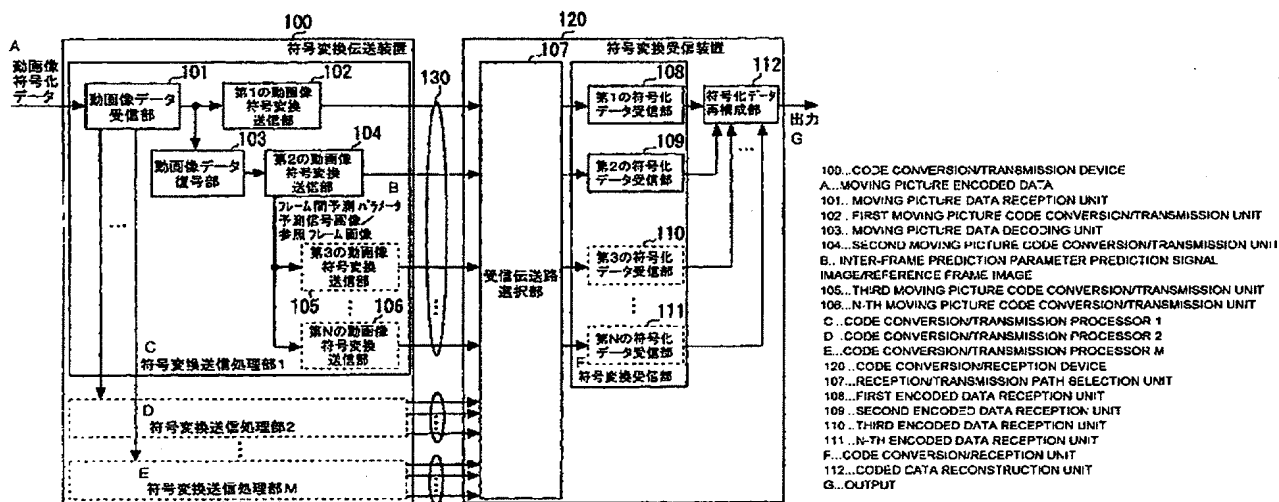 100
120
A
動画像
符号化
データ
符号変換伝送装置
101
102
動画像データ
受信部
第1の動画像
符号変換
送信部
103
104
動画像データ
復号部
第2の動画像
符号変換
送信部
B
フレーム間予測パラメータ
予測信号画像/
参照フレーム画像
第3の動画像
符号変換
送信部
105
106
第Nの動画像
符号変換
送信部
C
符号変換送信処理部1
D
符号変換送信処理部2
E
符号変換送信処理部M
130
107
符号変換受信装置
受信伝送路
選択部
108
第1の符号化
データ受信部
109
第2の符号化
データ受信部
110
第3の符号化
データ受信部
111
第Nの符号化
データ受信部
F
符号変換受信部
112
符号化データ
再構成部
出力
G
100...CODE CONVERSION/TRANSMISSION DEVICE
A...MOVING PICTURE ENCODED DATA
101...MOVING PICTURE DATA RECEPTION UNIT
102...FIRST MOVING PICTURE CODE CONVERSION/TRANSMISSION UNIT
103...MOVING PICTURE DATA DECODING UNIT
104...SECOND MOVING PICTURE CODE CONVERSION/TRANSMISSION UNIT
B...INTER-FRAME PREDICTION PARAMETER PREDICTION SIGNAL
IMAGE/REFERENCE FRAME IMAGE
105...THIRD MOVING PICTURE CODE CONVERSION/TRANSMISSION UNIT
106...N-TH MOVING PICTURE CODE CONVERSION/TRANSMISSION UNIT
C...CODE CONVERSION/TRANSMISSION PROCESSOR 1
D...CODE CONVERSION/TRANSMISSION PROCESSOR 2
E...CODE CONVERSION/TRANSMISSION PROCESSOR M
120...CODE CONVERSION/RECEPTION DEVICE
107...RECEPTION/TRANSMISSION PATH SELECTION UNIT
108...FIRST ENCODED DATA RECEPTION UNIT
109...SECOND ENCODED DATA RECEPTION UNIT
110...THIRD ENCODED DATA RECEPTION UNIT
111...N-TH ENCODED DATA RECEPTION UNIT
F...CODE CONVERSION/RECEPTION UNIT
112...CODED DATA RECONSTRUCTION UNIT
G...OUTPUT